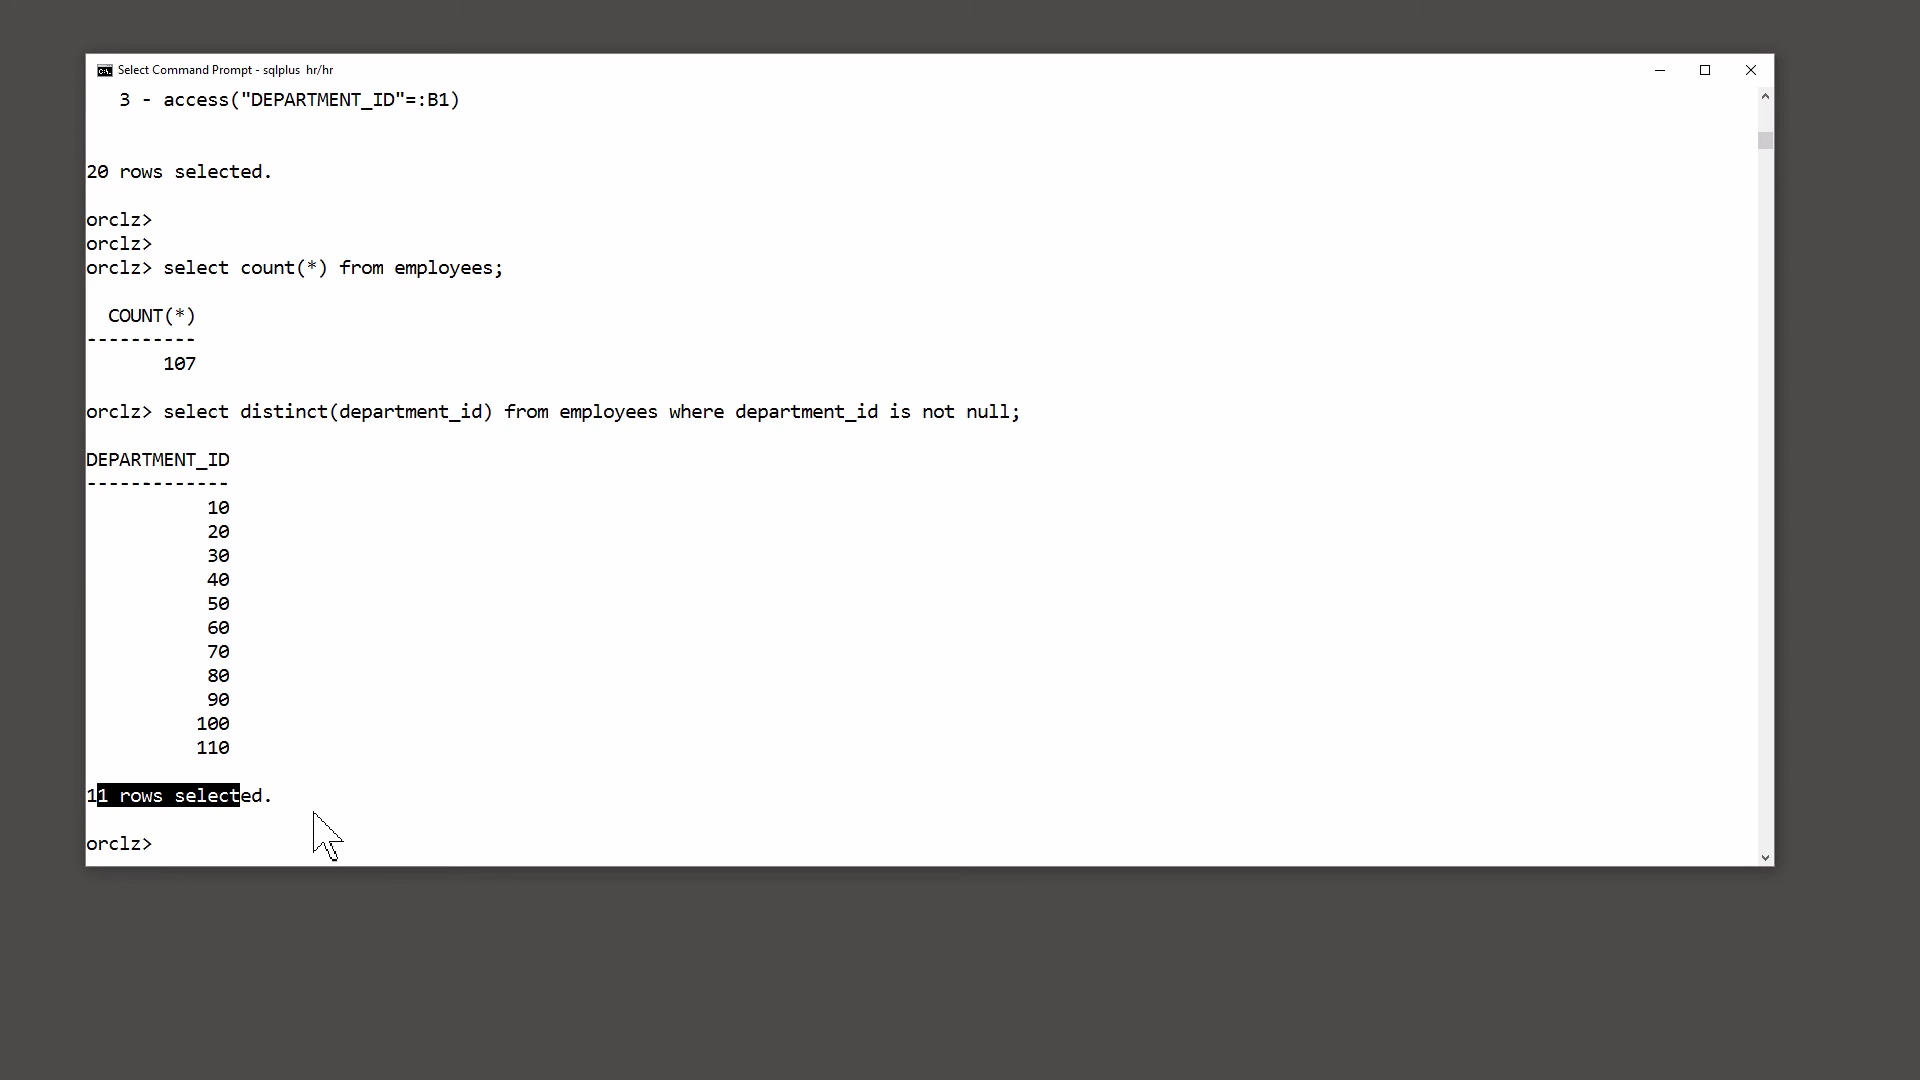 Select Command Prompt - sqlplus  hr/hr
   3 - access("DEPARTMENT_ID"=:B1)
20 rows selected.
orclz>
orclz>
orclz> select count(*) from employees;
  COUNT(*)
----------
       107
orclz> select distinct(department_id) from employees where department_id is not null;
DEPARTMENT_ID
-------------
           10
           20
           30
           40
           50
           60
           70
           80
           90
          100
          110
11 rows selected.
orclz>